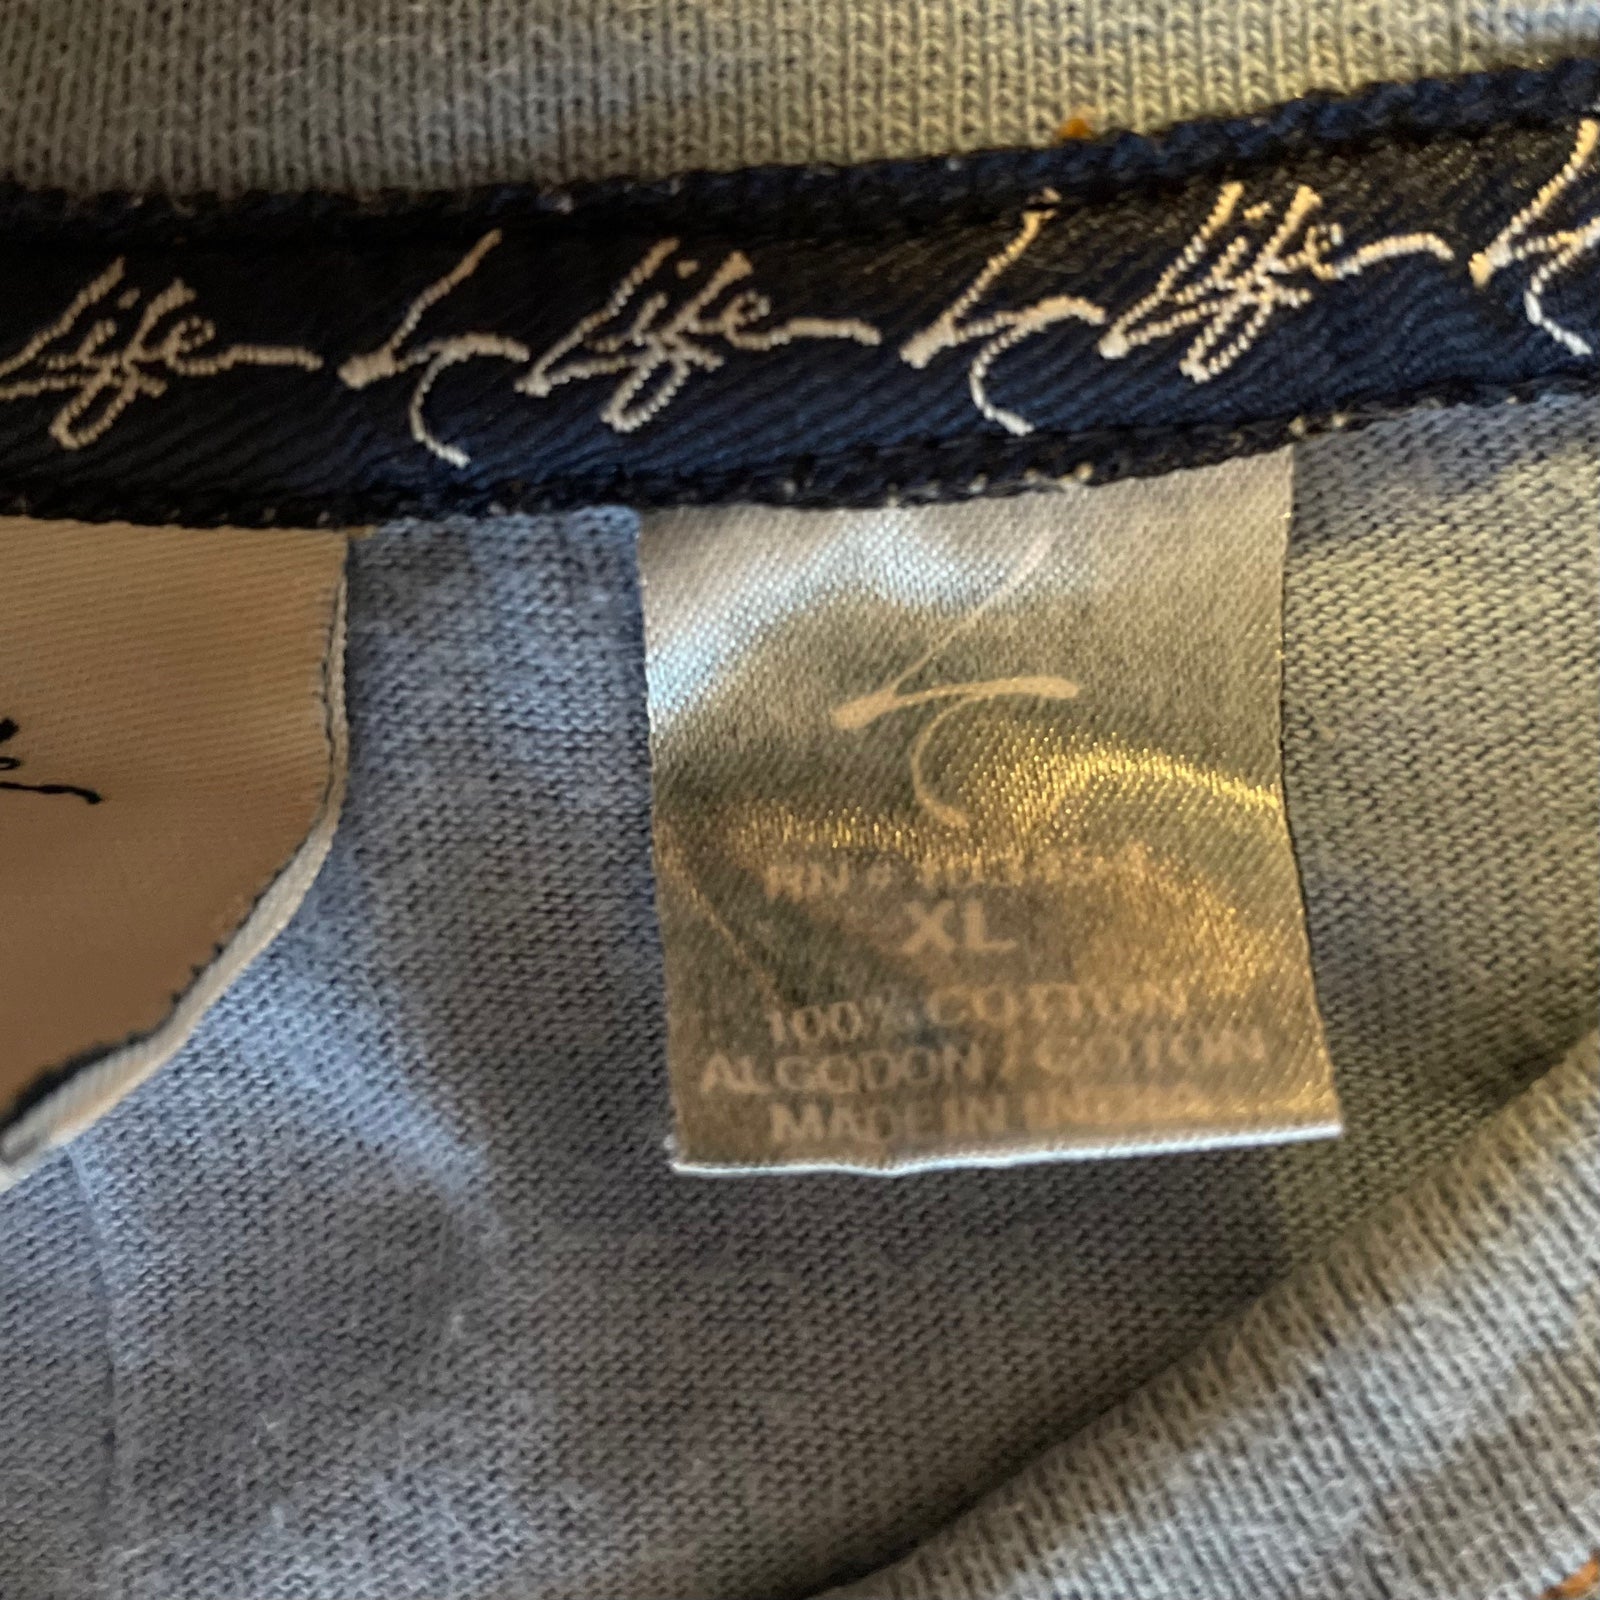 Life Life Life
XL
100% COTTON
ALGODON / COTON
MADE IN